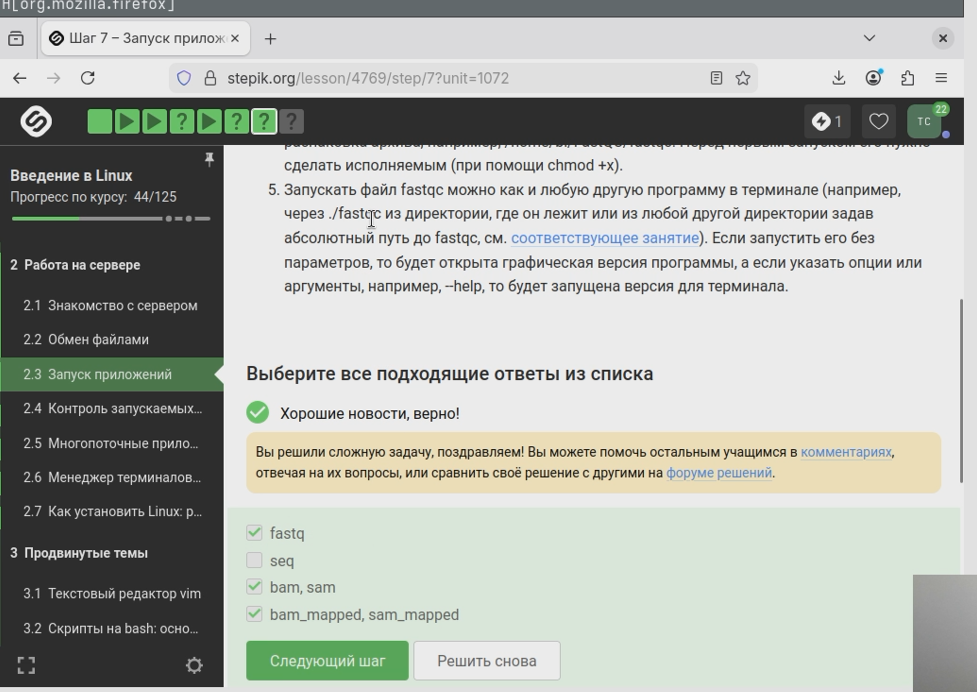 H[org.mozilla.firefox]
Шаг 7 – Запуск прилож
stepik.org/lesson/4769/step/7?unit=1072
? ? ? ?
1
TC
22
Введение в Linux
Прогресс по курсу: 44/125
2 Работа на сервере
2.1 Знакомство с сервером
2.2 Обмен файлами
2.3 Запуск приложений
2.4 Контроль запускаемых...
2.5 Многопоточные прило...
2.6 Менеджер терминалов...
2.7 Как установить Linux: р...
3 Продвинутые темы
3.1 Текстовый редактор vim
3.2 Скрипты на bash: осно...
сделать исполняемым (при помощи chmod +x).
5. Запускать файл fastqc можно как и любую другую программу в терминале (например,
через ./fastqc из директории, где он лежит или из любой другой директории задав
абсолютный путь до fastqc, см. соответствующее занятие). Если запустить его без
параметров, то будет открыта графическая версия программы, а если указать опции или
аргументы, например, --help, то будет запущена версия для терминала.
Выберите все подходящие ответы из списка
Хорошие новости, верно!
Вы решили сложную задачу, поздравляем! Вы можете помочь остальным учащимся в комментариях,
отвечая на их вопросы, или сравнить своё решение с другими на форуме решений.
fastq
seq
bam, sam
bam_mapped, sam_mapped
Следующий шаг
Решить снова